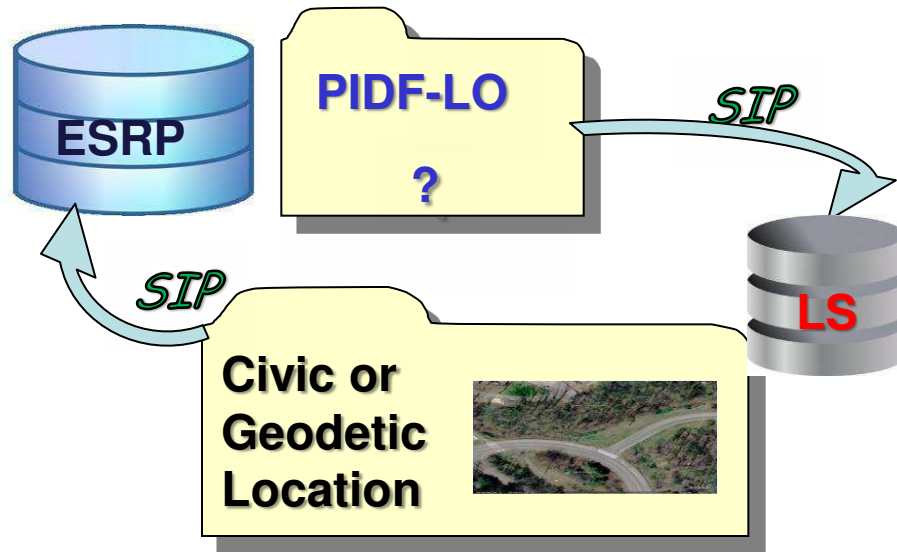 ESRP
PIDF-LO
?
SIP
LS
SIP
Civic or
Geodetic
Location